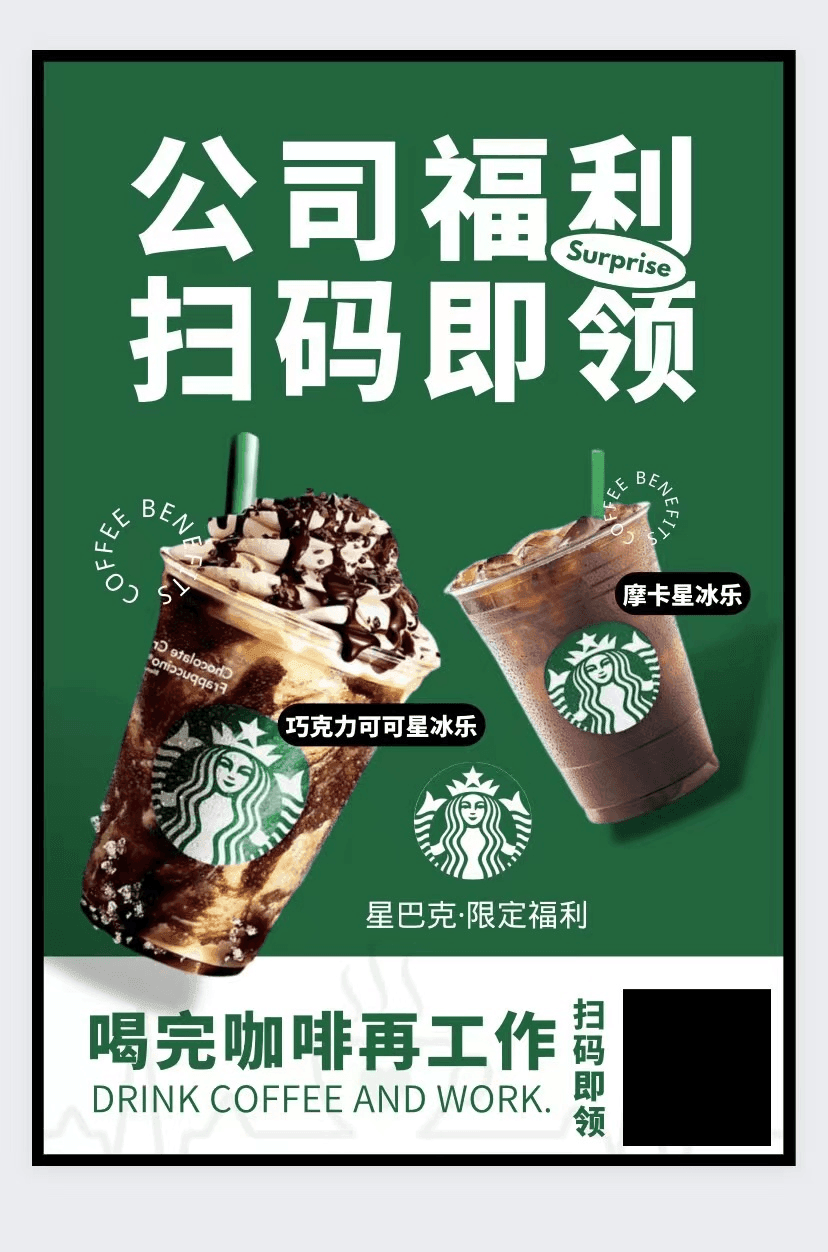 公司福利
Surprise
扫码即领
COFFEE BENEFITS
COFFEE BENEFITS
摩卡星冰乐
Chocolate Cr
Frappuccino
巧克力可可星冰乐
星巴克·限定福利
喝完咖啡再工作
DRINK COFFEE AND WORK.
扫码即领